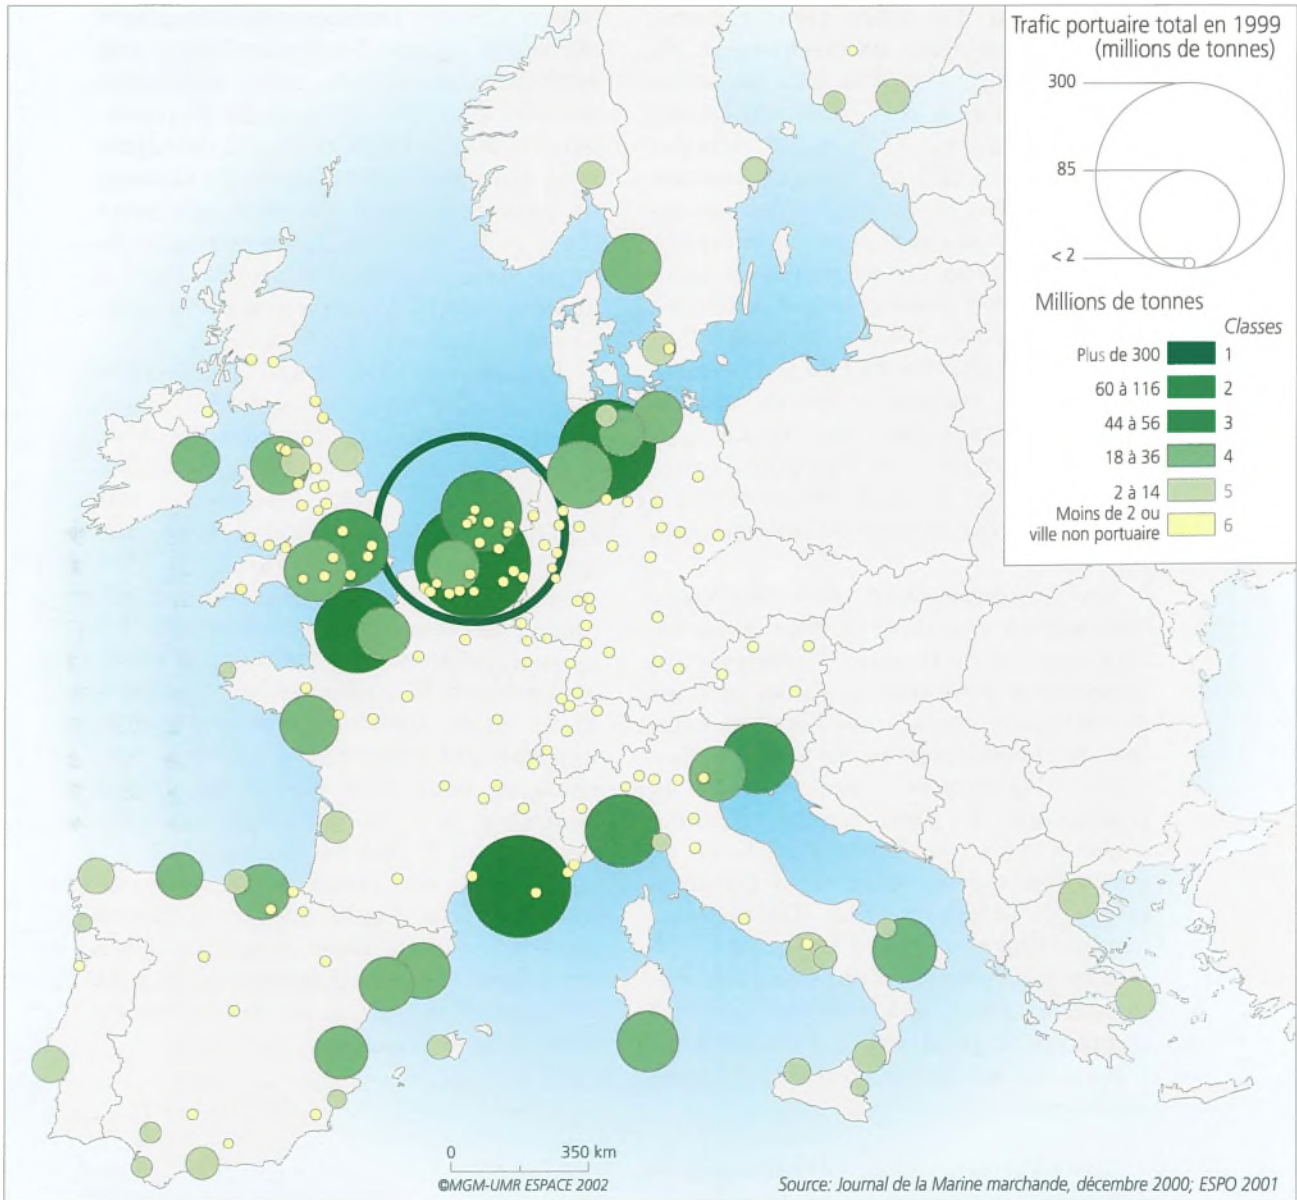 Trafic portuaire total en 1999
(millions de tonnes)
300
85
< 2
Millions de tonnes
Classes
Plus de 300 1
60 à 116 2
44 à 56 3
18 à 36 4
2 à 14 5
Moins de 2 ou
ville non portuaire 6
0 350 km
©MGM-UMR ESPACE 2002
Source: Journal de la Marine marchande, décembre 2000; ESPO 2001